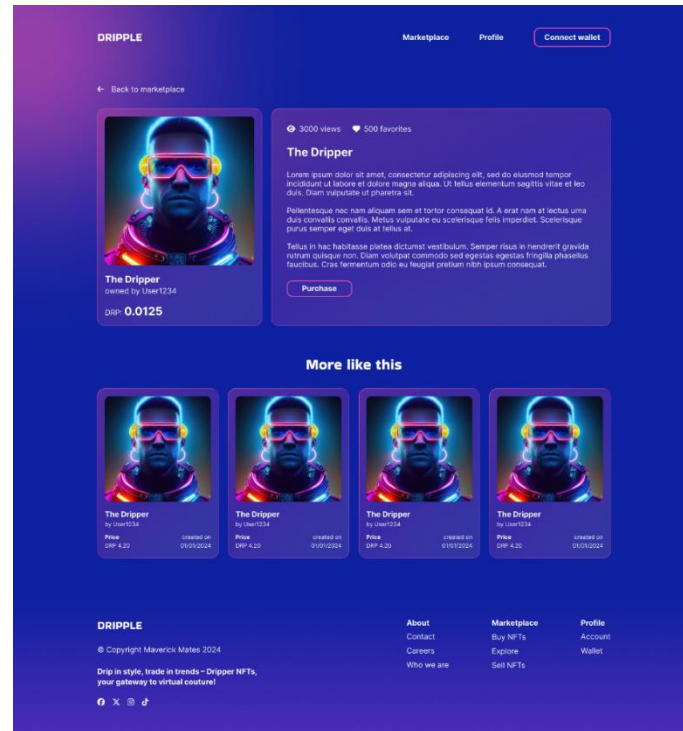 DRIPPLE
Marketplace
Profile
Connect wallet
Back to marketplace
3000 views
500 favorites
The Dripper
Lorem ipsum dolor sit amet, consectetur adipiscing elit, sed do eiusmod tempor
incididunt ut labore et dolore magna aliqua. Ut tellus elementum sagittis vitae et leo
duis. Diam vulputate ut pharetra sit.
Pellentesque nec nam aliquam sem et tortor consequat id. A erat nam at lectus urna
duis convallis convallis. Metus vulputate eu scelerisque felis imperdiet. Scelerisque
purus semper eget duis at tellus at.
Tellus in hac habitasse platea dictumst vestibulum. Semper risus in hendrerit gravida
rutrum quisque non. Diam volutpat commodo sed egestas egestas fringilla phasellus
faucibus. Cras fermentum odio eu feugiat pretium nibh ipsum consequat.
Purchase
The Dripper
owned by User1234
DRP: 0.0125
More like this
The Dripper
by User1234
Price
created on
DRP 4.20
01/01/2024
The Dripper
by User1234
Price
created on
DRP 4.20
01/01/2024
The Dripper
by User1234
Price
created on
DRP 4.20
01/01/2024
The Dripper
by User1234
Price
created on
DRP 4.20
01/01/2024
DRIPPLE
© Copyright Maverick Mates 2024
Drip in style, trade in trends – Dripper NFTs,
your gateway to virtual couture!
About
Contact
Careers
Who we are
Marketplace
Buy NFTs
Explore
Sell NFTs
Profile
Account
Wallet